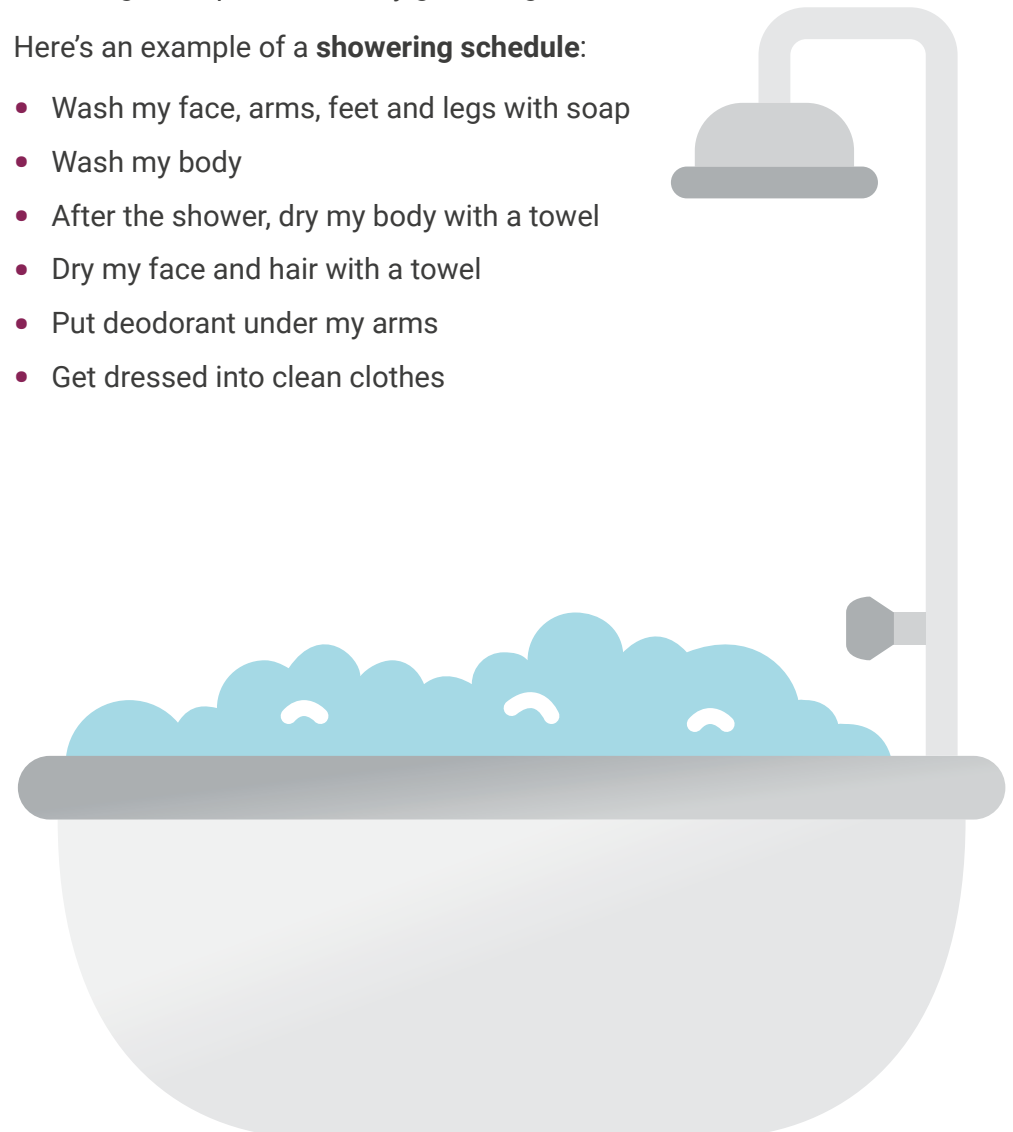 Here's an example of a showering schedule:
• Wash my face, arms, feet and legs with soap
• Wash my body
• After the shower, dry my body with a towel
• Dry my face and hair with a towel
• Put deodorant under my arms
• Get dressed into clean clothes